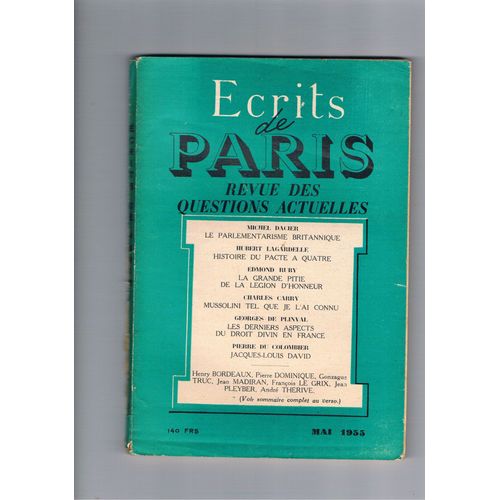 Ecrits
de
PARIS
REVUE DES
QUESTIONS ACTUELLES
MICHEL DACIER
LE PARLEMENTARISME BRITANNIQUE
HUBERT LAGARDELLE
HISTOIRE DU PACTE A QUATRE
EDMOND RUBY
LA GRANDE PITIE
DE LA LEGION D'HONNEUR
CHARLES CARRY
MUSSOLINI TEL QUE JE L'AI CONNU
GEORGES DE PLINVAL
LES DERNIERS ASPECTS
DU DROIT DIVIN EN FRANCE
PIERRE DU COLOMBIER
JACQUES-LOUIS DAVID
Henry BORDEAUX, Pierre DOMINIQUE, Gonzague
TRUC, Jean MADIRAN, François LE GRIX, Jean
PLEYBER, André THERIVE.
(Voir sommaire complet au verso.)
140 FRS
MAI 1955